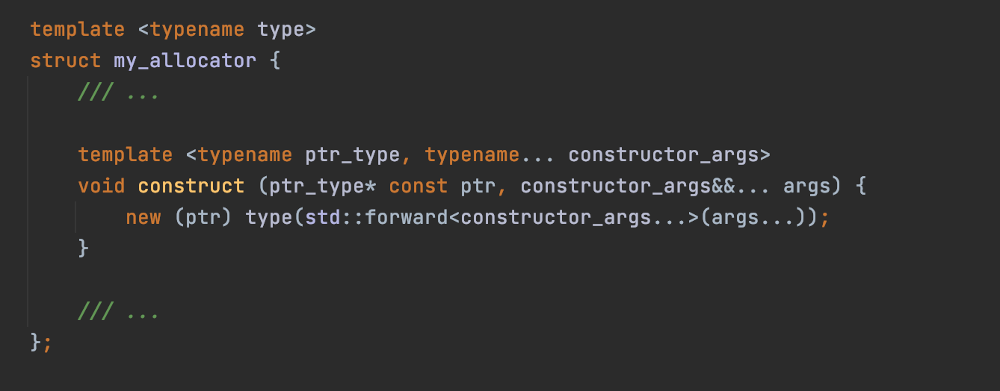 template <typename type>
struct my_allocator {
/// ...
template <typename ptr_type, typename... constructor_args>
void construct (ptr_type* const ptr, constructor_args&&... args) {
new (ptr) type(std::forward<constructor_args...>(args...));
}
/// ...
};